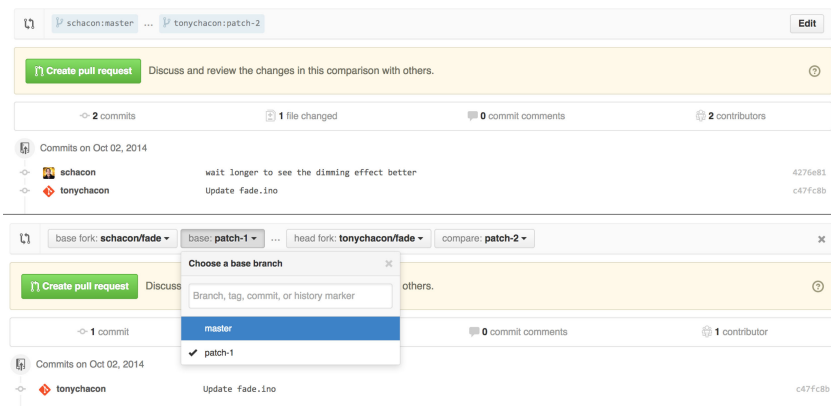 schacon:master ... tonychacon:patch-2 Edit
Create pull request Discuss and review the changes in this comparison with others.
2 commits 1 file changed 0 commit comments 2 contributors
Commits on Oct 02, 2014
schacon wait longer to see the dimming effect better 4276e81
tonychacon Update fade.ino c47fc8b
base fork: schacon/fade base: patch-1 ... head fork: tonychacon/fade compare: patch-2
Choose a base branch
Create pull request Discuss others.
Branch, tag, commit, or history marker
1 commit master 0 commit comments 1 contributor
patch-1
Commits on Oct 02, 2014
tonychacon Update fade.ino c47fc8b